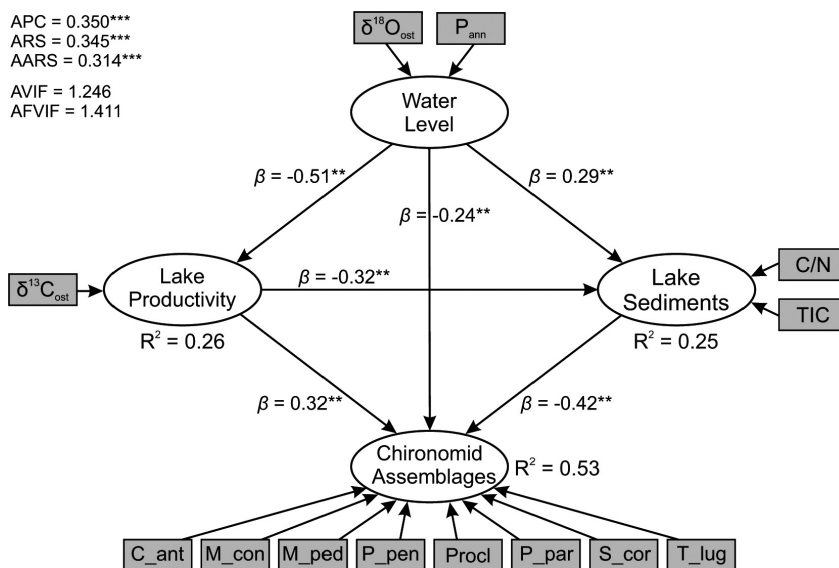 APC = 0.350***
ARS = 0.345***
AARS = 0.314***
AVIF = 1.246
AFVIF = 1.411
δ¹⁸Oₒₛₜ
Pₐₙₙ
Water
Level
β = -0.51**
β = 0.29**
β = -0.24**
δ¹³Cₒₛₜ
Lake
Productivity
R² = 0.26
β = -0.32**
Lake
Sediments
R² = 0.25
C/N
TIC
β = 0.32**
β = -0.42**
Chironomid
Assemblages
R² = 0.53
C_ant
M_con
M_ped
P_pen
Procl
P_par
S_cor
T_lug